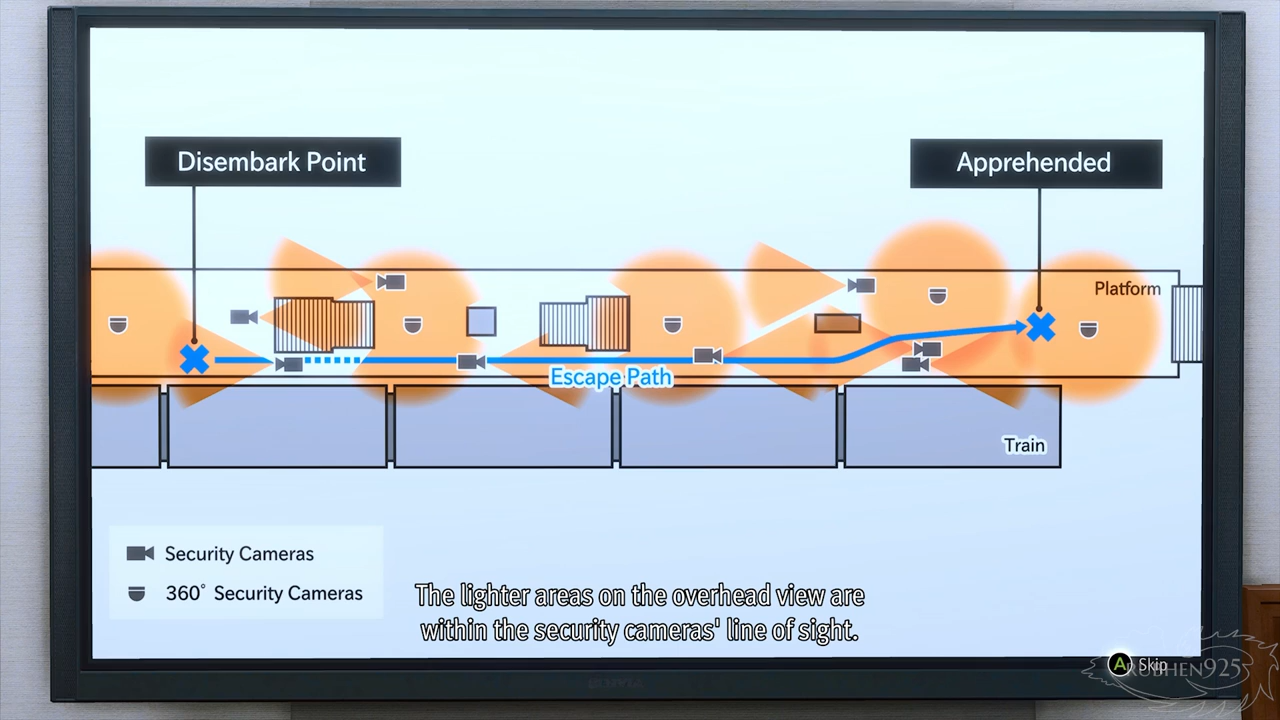 Disembark Point
Apprehended
Platform
Escape Path
Train
Security Cameras
360° Security Cameras
The lighter areas on the overhead view are
within the security cameras' line of sight.
A Skip
RUBHEN925